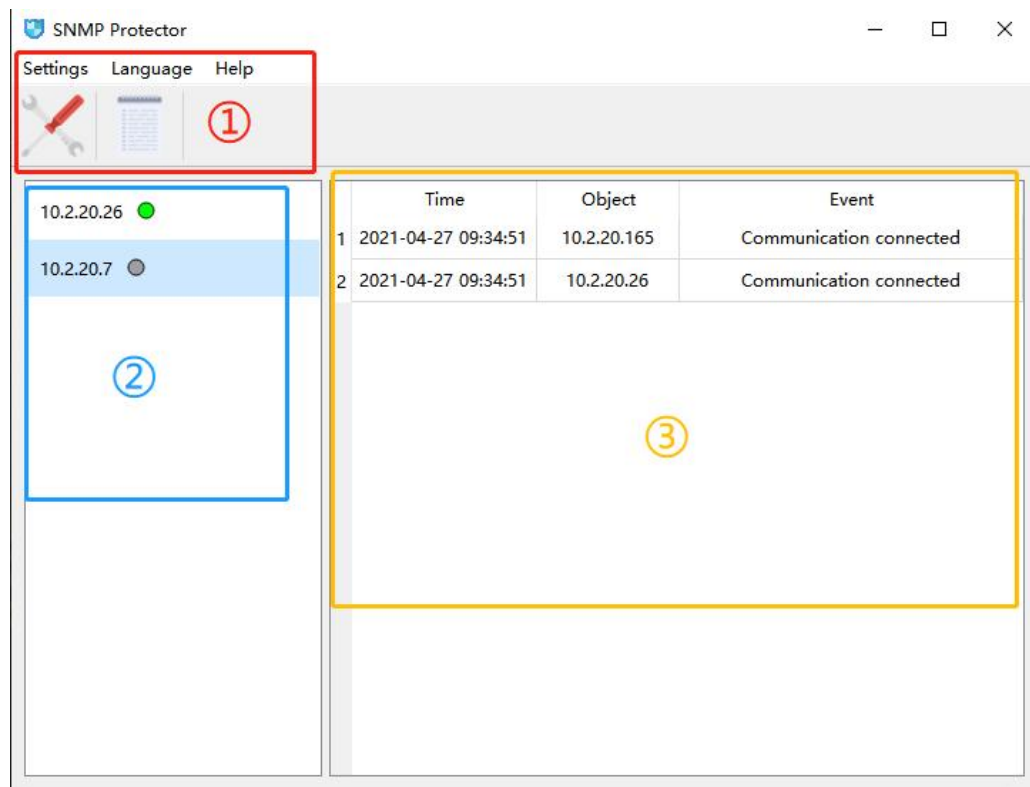 SNMP Protector
Settings Language Help
①
10.2.20.26
10.2.20.7
②
Time Object Event
1 2021-04-27 09:34:51 10.2.20.165 Communication connected
2 2021-04-27 09:34:51 10.2.20.26 Communication connected
③